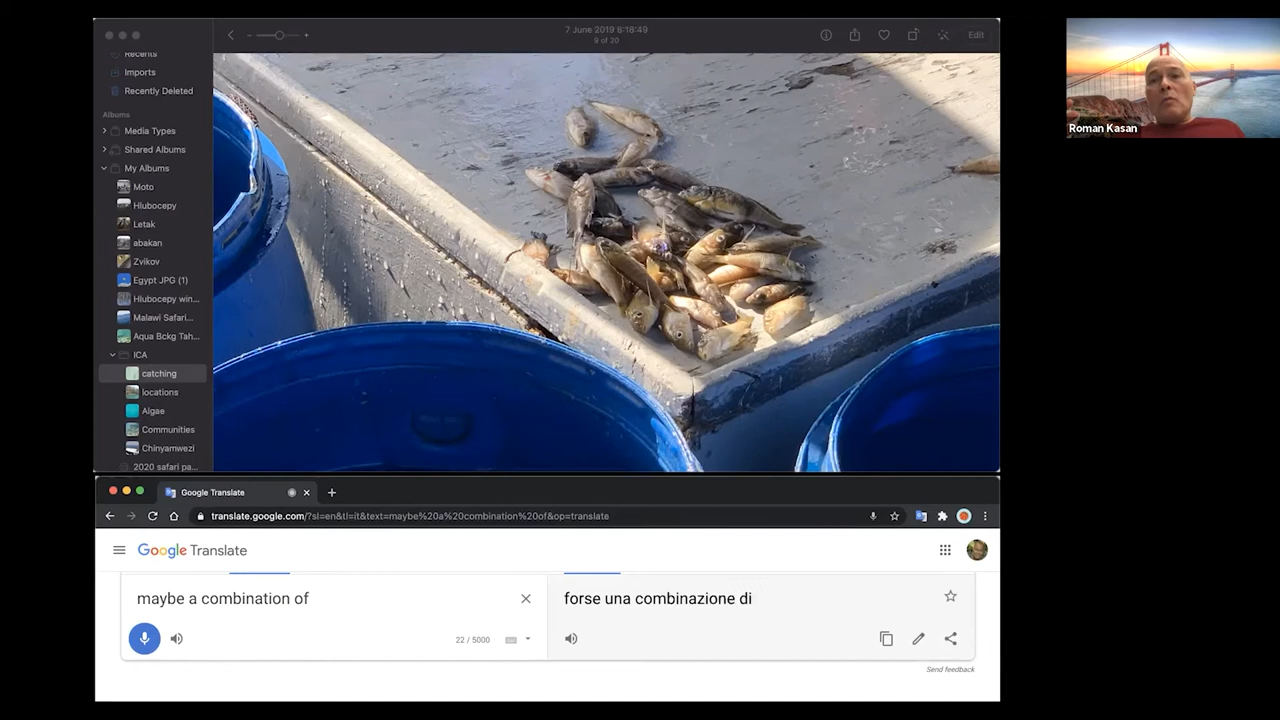 7 June 2019 6:18:49
9 of 20
Edit
Recents
Imports
Recently Deleted
Albums
Media Types
Shared Albums
My Albums
Moto
Hlubocepy
Letak
abakan
Zvikov
Egypt JPG (1)
Hlubocepy win...
Malawi Safari...
Aqua Bckg Tah...
ICA
catching
locations
Algae
Communities
Chinyamwezi
2020 safari pa...
Roman Kasan
Google Translate
translate.google.com/?sl=en&tl=it&text=maybe%20a%20combination%20of&op=translate
Google Translate
maybe a combination of
forse una combinazione di
22 / 5000
Send feedback